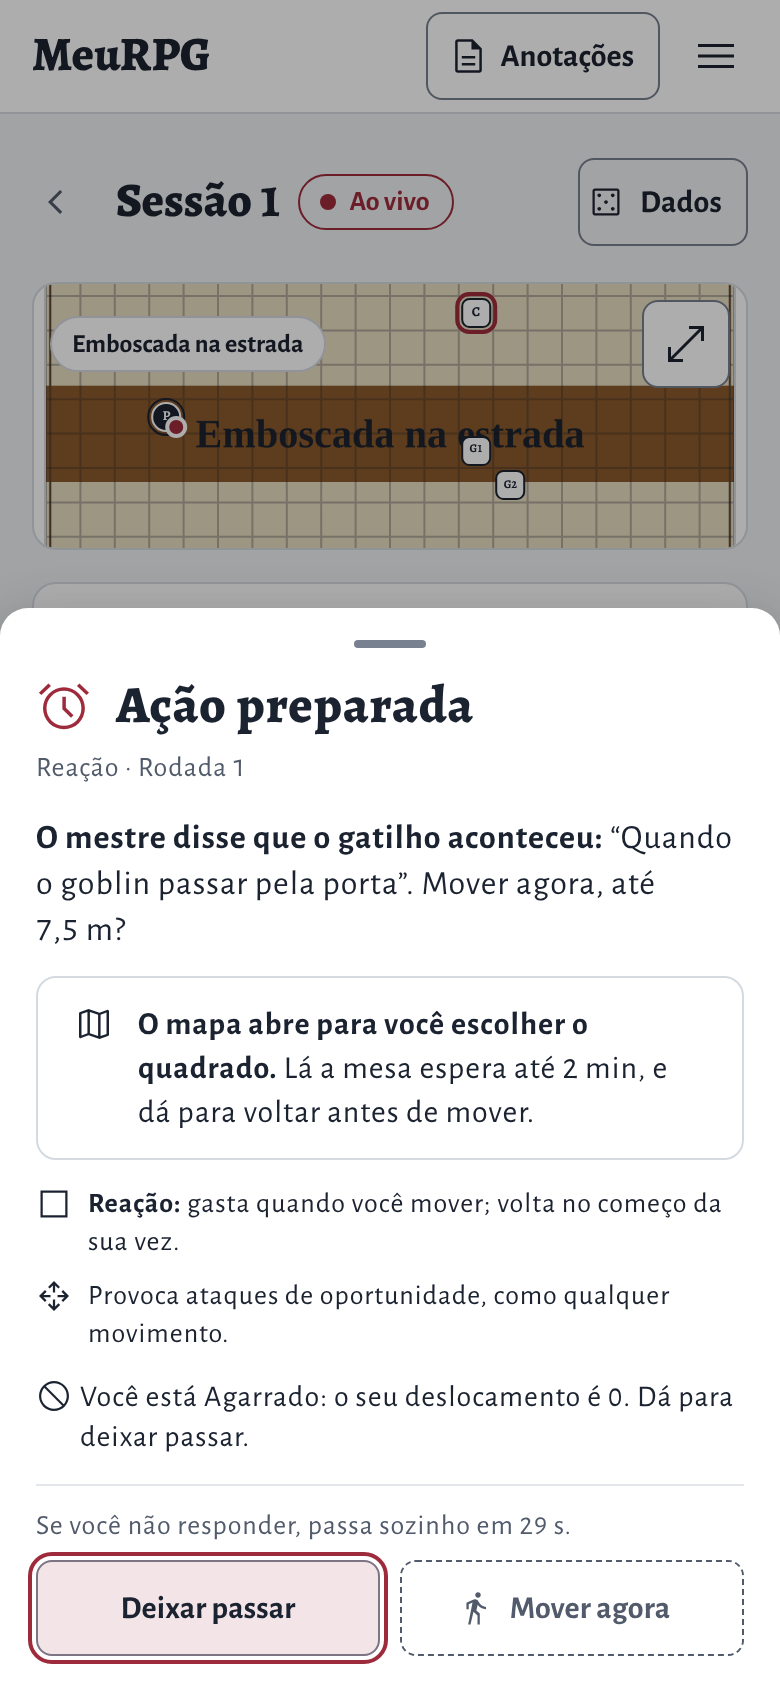 MeuRPG
Anotações
Sessão 1
Ao vivo
Dados
C
Emboscada na estrada
P
Emboscada na estrada
G1
G2
Ação preparada
Reação · Rodada 1
O mestre disse que o gatilho aconteceu: “Quando
o goblin passar pela porta”. Mover agora, até
7,5 m?
O mapa abre para você escolher o
quadrado. Lá a mesa espera até 2 min, e
dá para voltar antes de mover.
Reação: gasta quando você mover; volta no começo da
sua vez.
Provoca ataques de oportunidade, como qualquer
movimento.
Você está Agarrado: o seu deslocamento é 0. Dá para
deixar passar.
Se você não responder, passa sozinho em 29 s.
Deixar passar
Mover agora